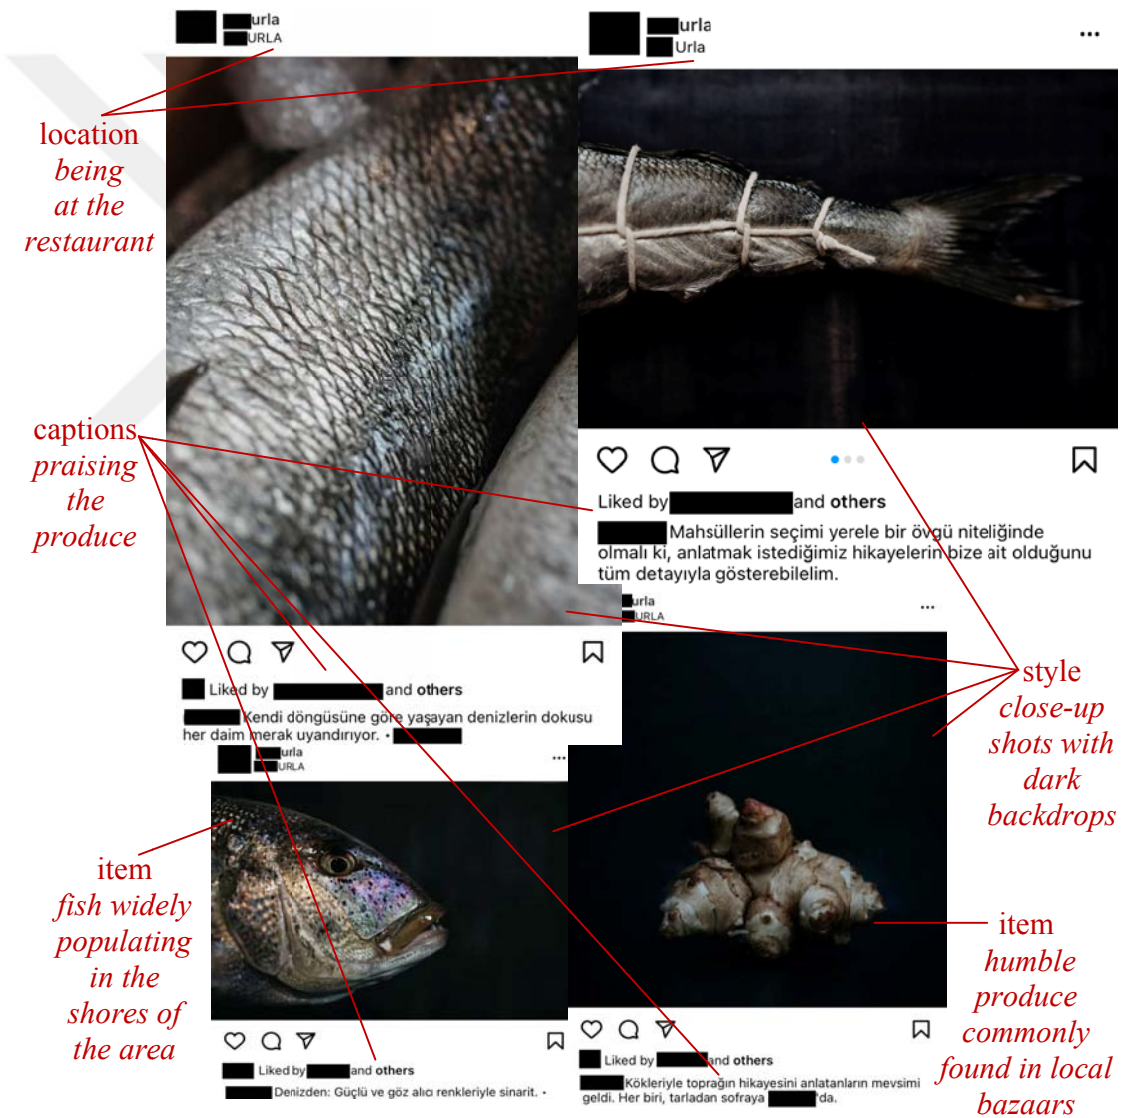 urla
URLA
urla
Urla
location
being
at the
restaurant
captions
praising
the
produce
Liked by and others
Mahsüllerin seçimi yerele bir övgü niteliğinde
olmalı ki, anlatmak istediğimiz hikayelerin bize ait olduğunu
tüm detayıyla gösterebilelim.
urla
URLA
Liked by and others
Kendi döngüsüne göre yaşayan denizlerin dokusu
her daim merak uyandırıyor. •
style
close-up
shots with
dark
backdrops
urla
URLA
item
fish widely
populating
in the
shores of
the area
item
humble
produce
commonly
found in local
bazaars
Liked by and others
Denizden: Güçlü ve göz alıcı renkleriyle sinarit. •
Liked by and others
Kökleriyle toprağın hikayesini anlatanların mevsimi
geldi. Her biri, tarladan sofraya 'da.